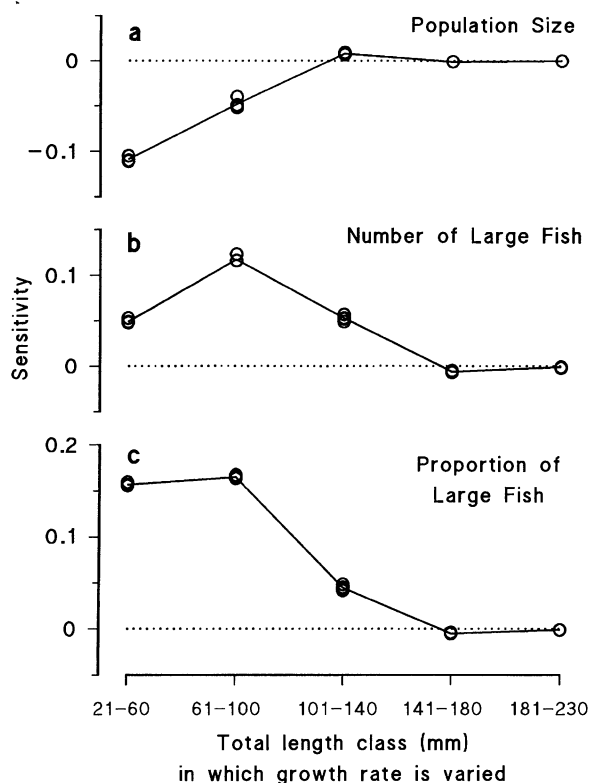 a
Population Size
0
−0.1
b
Number of Large Fish
0.1
0
Sensitivity
c
0.2
Proportion of
Large Fish
0.1
0
21−60 61−100 101−140 141−180 181−230
Total length class (mm)
in which growth rate is varied